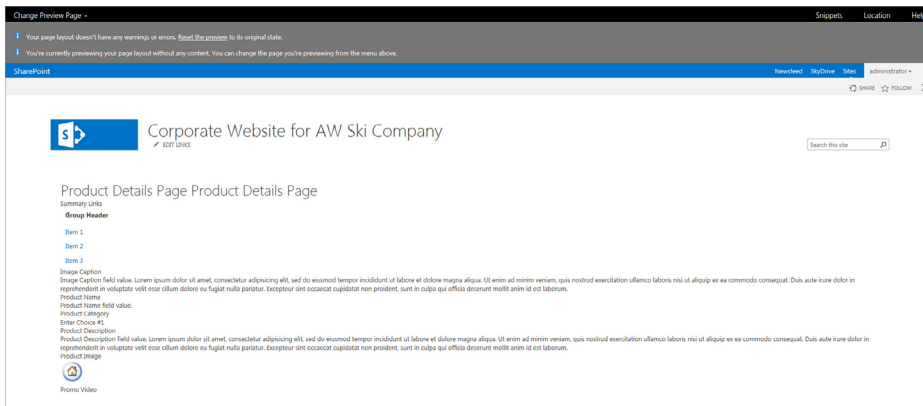 Change Preview Page
Snippets Location Hel
Your page layout doesn't have any warnings or errors. Reset the preview to its original state.
You're currently previewing your page layout without any content. You can change the page you're previewing from the menu above.
SharePoint
Newsfeed SkyDrive Sites administrator
SHARE FOLLOW
S
Corporate Website for AW Ski Company
EDIT LINKS
Search this site
Product Details Page Product Details Page
Summary Links
Group Header
Item 1
Item 2
Item 3
Image Caption
Image Caption field value. Lorem ipsum dolor sit amet, consectetur adipisicing elit, sed do eiusmod tempor incididunt ut labore et dolore magna aliqua. Ut enim ad minim veniam, quis nostrud exercitation ullamco laboris nisi ut aliquip ex ea commodo consequat. Duis aute irure dolor in
reprehenderit in voluptate velit esse cillum dolore eu fugiat nulla pariatur. Excepteur sint occaecat cupidatat non proident, sunt in culpa qui officia deserunt mollit anim id est laborum.
Product Name
Product Name field value.
Product Category
Enter Choice #1
Product Description
Product Description field value. Lorem ipsum dolor sit amet, consectetur adipisicing elit, sed do eiusmod tempor incididunt ut labore et dolore magna aliqua. Ut enim ad minim veniam, quis nostrud exercitation ullamco laboris nisi ut aliquip ex ea commodo consequat. Duis aute irure dolor in
reprehenderit in voluptate velit esse cillum dolore eu fugiat nulla pariatur. Excepteur sint occaecat cupidatat non proident, sunt in culpa qui officia deserunt mollit anim id est laborum.
Product Image
Promo Video